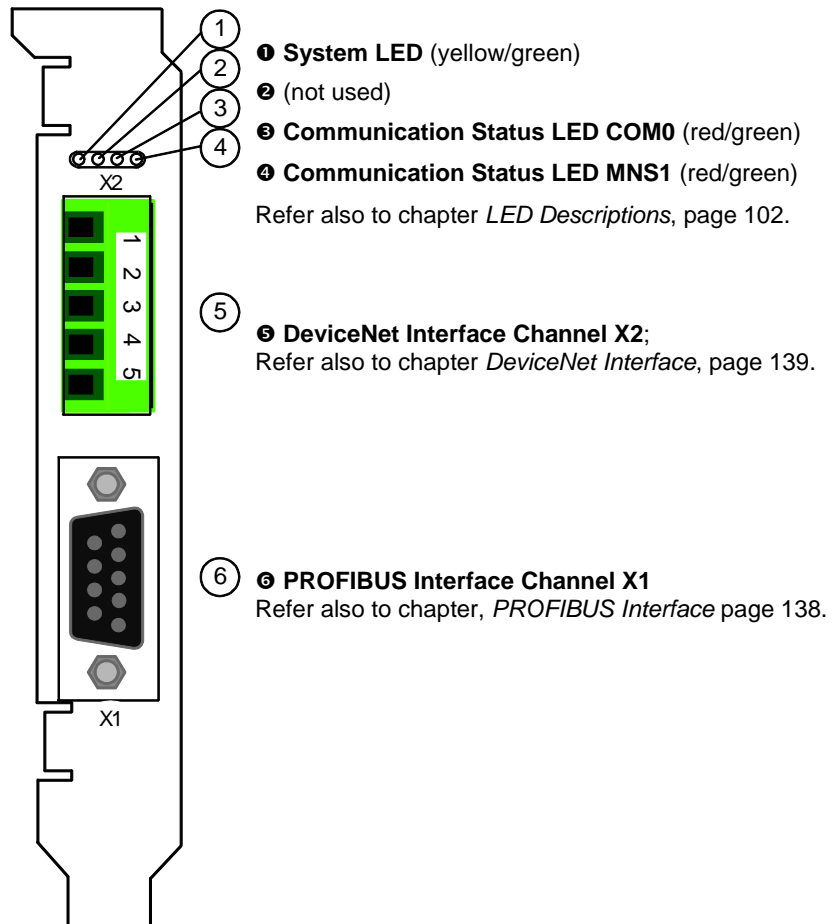 1
2
3
4
❶ System LED (yellow/green)
❷ (not used)
❸ Communication Status LED COM0 (red/green)
❹ Communication Status LED MNS1 (red/green)
Refer also to chapter LED Descriptions, page 102.
X2
1
2
3
4
5
5
❺ DeviceNet Interface Channel X2;
Refer also to chapter DeviceNet Interface, page 139.
6
❻ PROFIBUS Interface Channel X1
Refer also to chapter, PROFIBUS Interface page 138.
X1